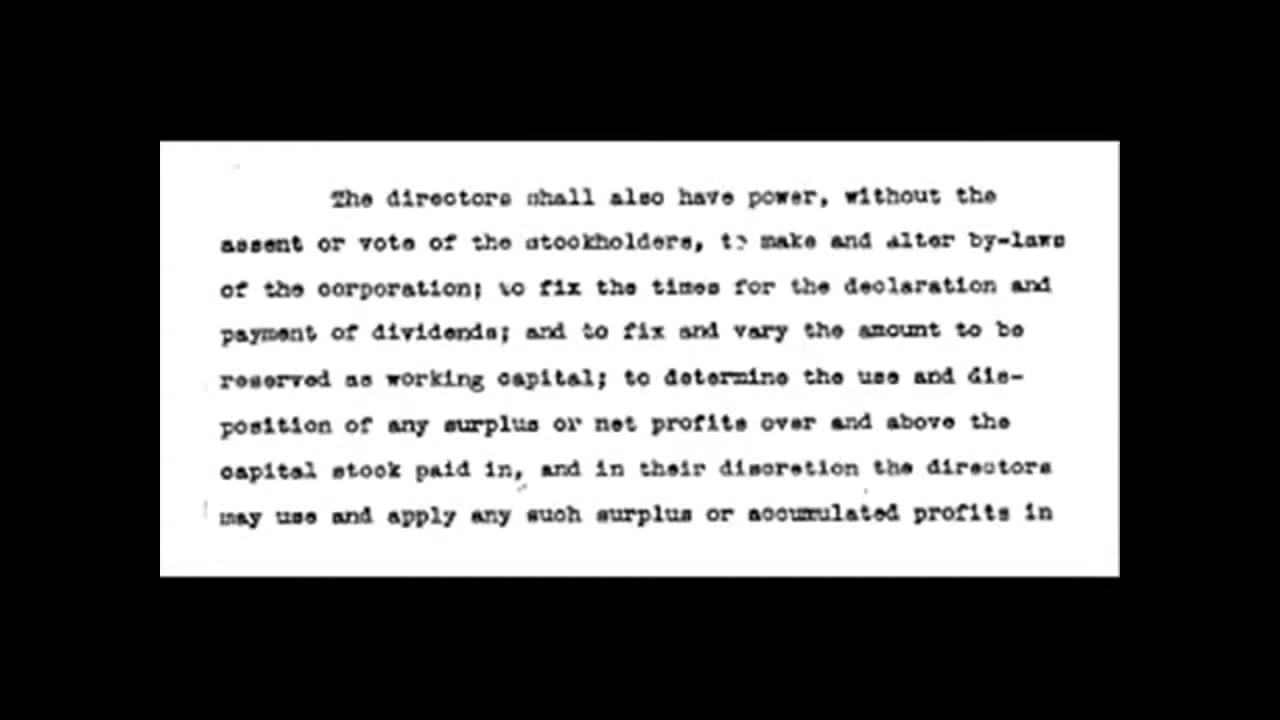 The directors shall also have power, without the
assent or vote of the stockholders, to make and alter by-laws
of the corporation; to fix the times for the declaration and
payment of dividends; and to fix and vary the amount to be
reserved as working capital; to determine the use and dis-
position of any surplus or net profits over and above the
capital stock paid in, and in their discretion the directors
may use and apply any such surplus or accumulated profits in